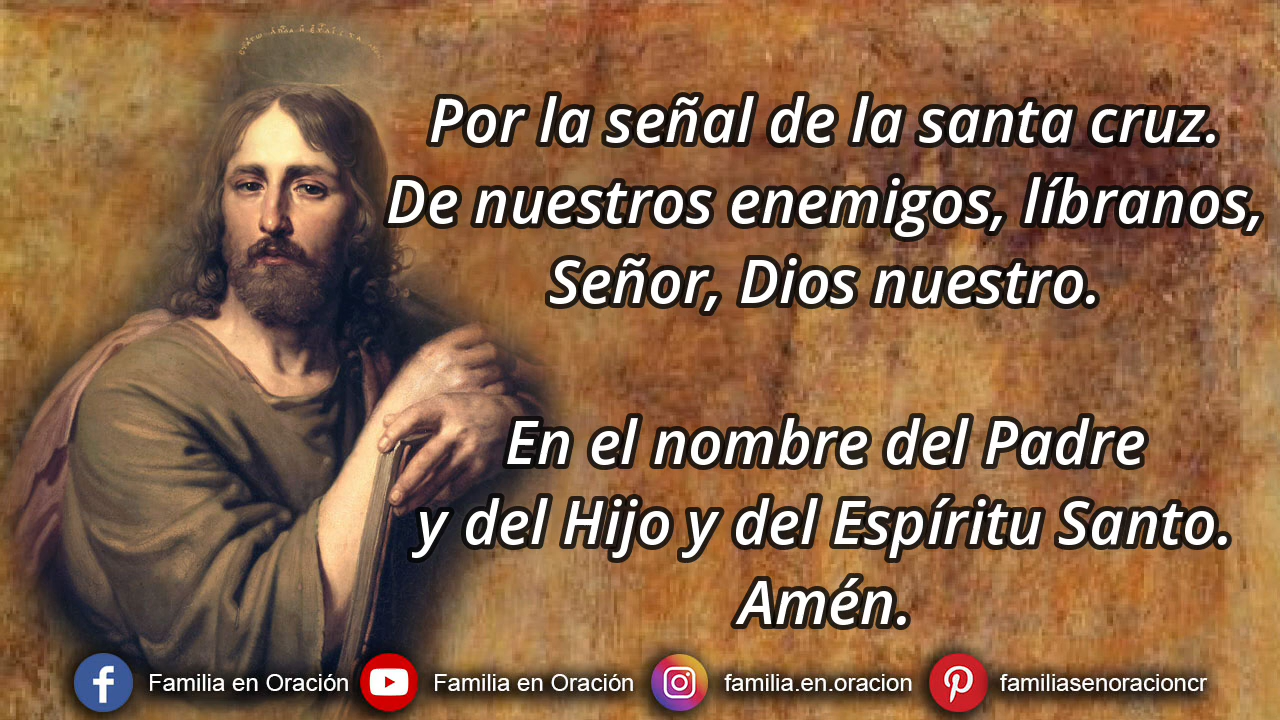 Por la señal de la santa cruz.
De nuestros enemigos, líbranos,
Señor, Dios nuestro.
En el nombre del Padre
y del Hijo y del Espíritu Santo.
Amén.
Familia en Oración
Familia en Oración
familia.en.oracion
familiasenoracioncr